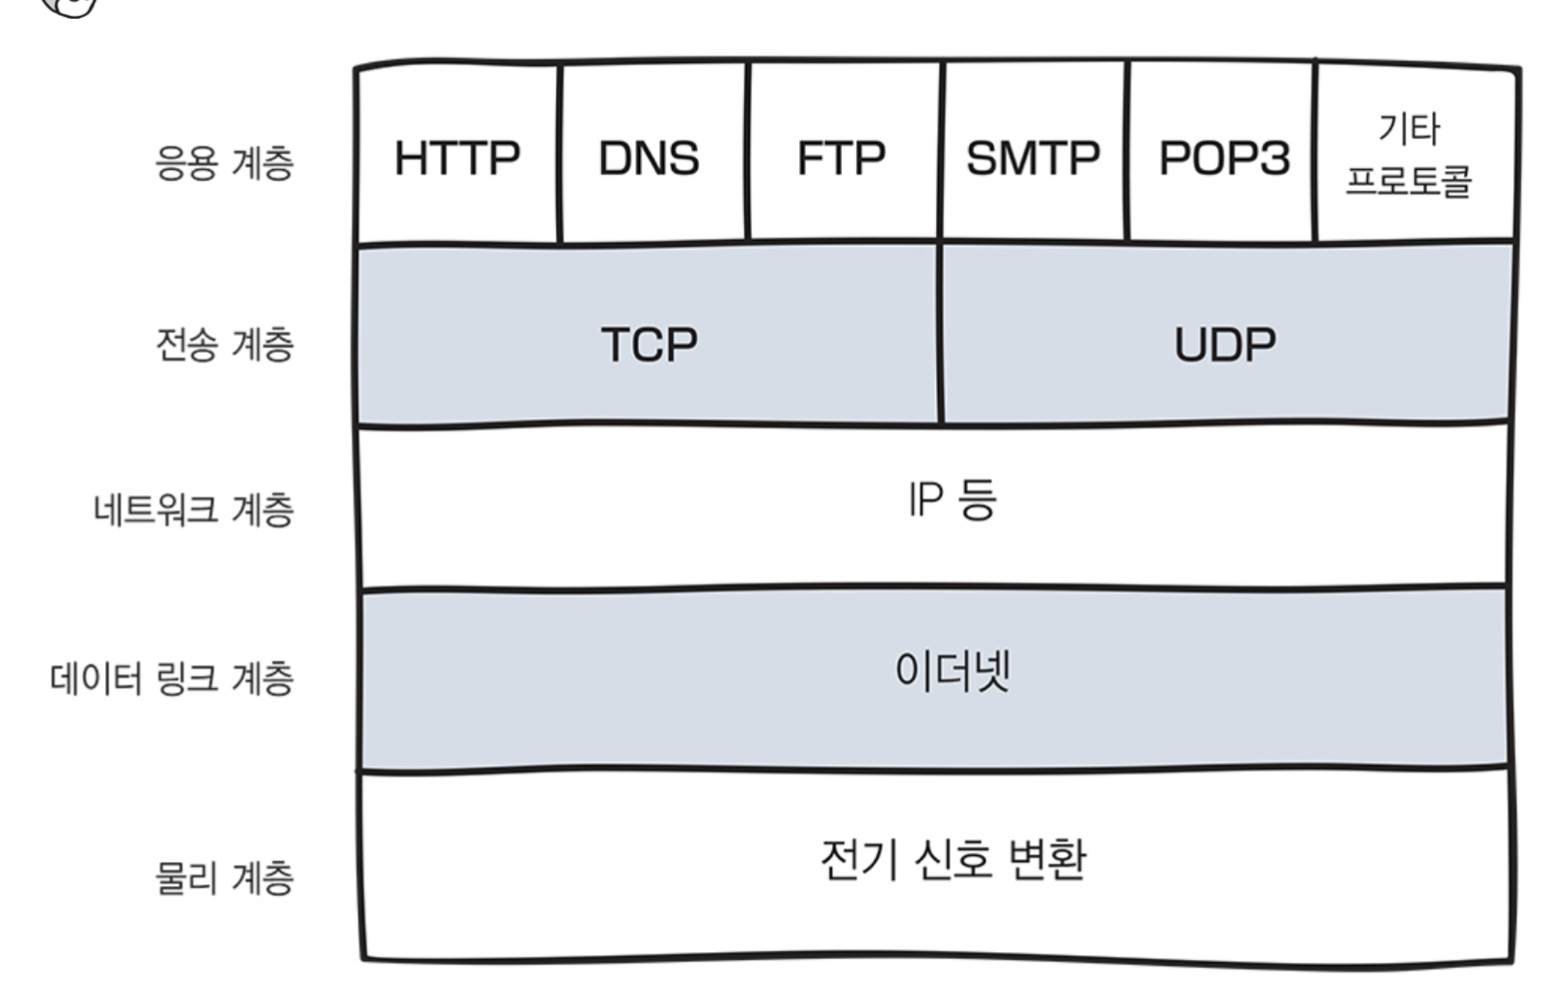 응용 계층
HTTP
DNS
FTP
SMTP
POP3
기타
프로토콜
전송 계층
TCP
UDP
네트워크 계층
IP 등
데이터 링크 계층
이더넷
물리 계층
전기 신호 변환